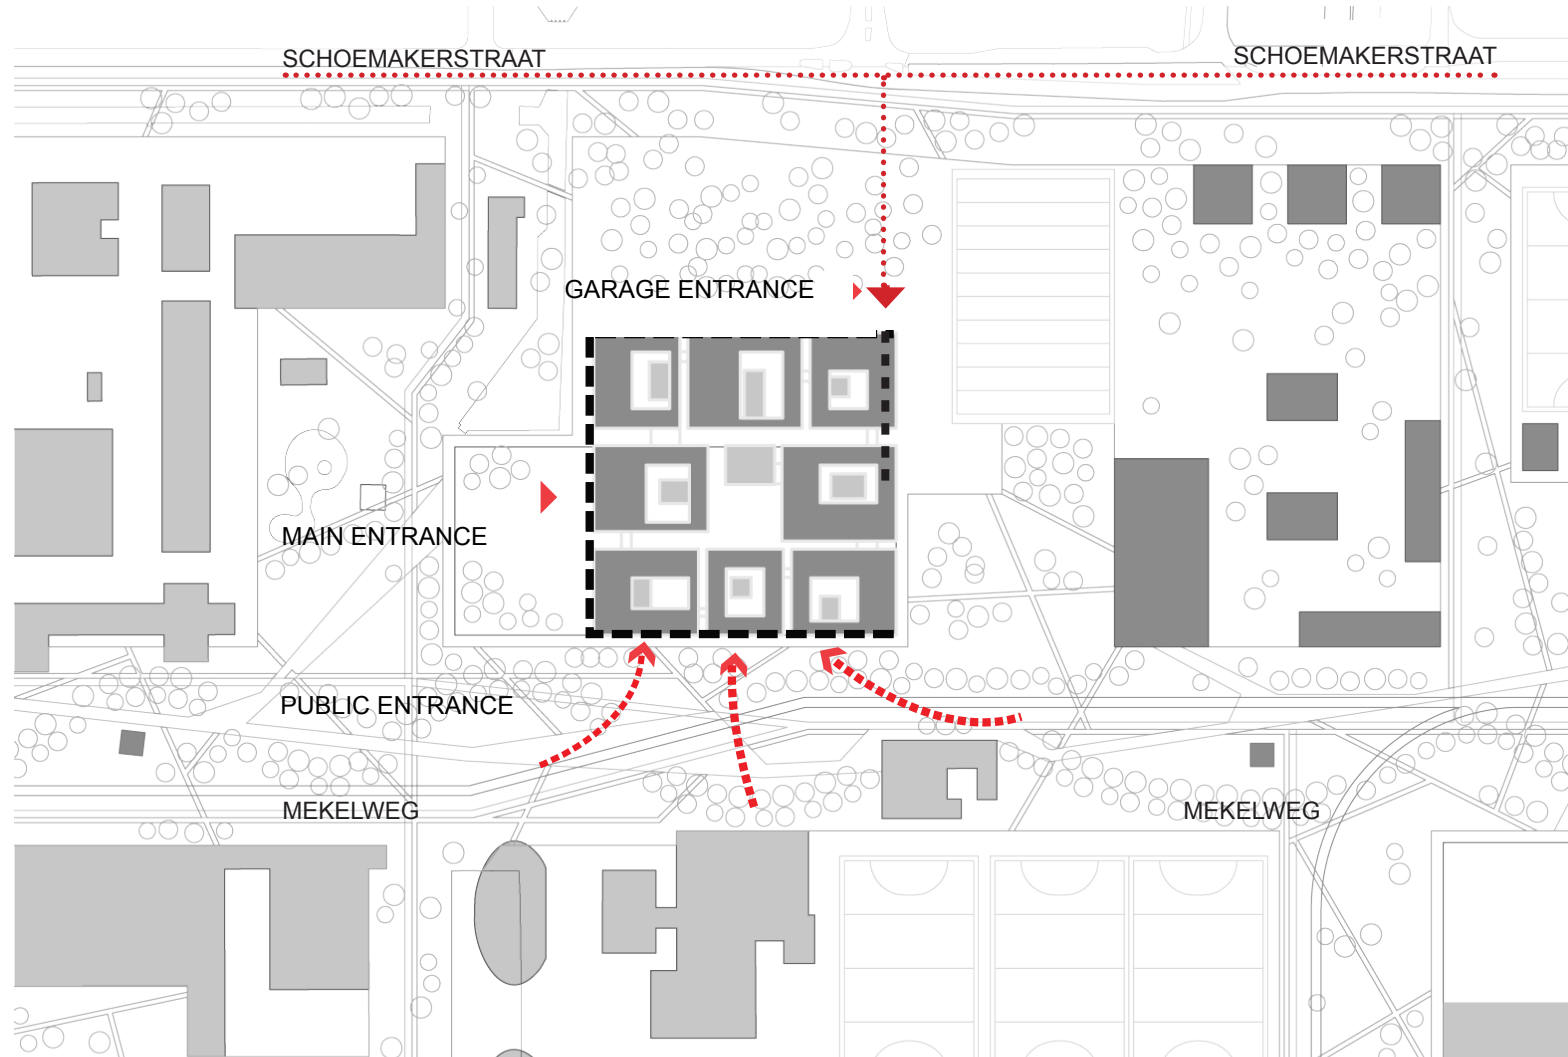 SCHOEMAKERSTRAAT
SCHOEMAKERSTRAAT
GARAGE ENTRANCE
MAIN ENTRANCE
PUBLIC ENTRANCE
MEKELWEG
MEKELWEG